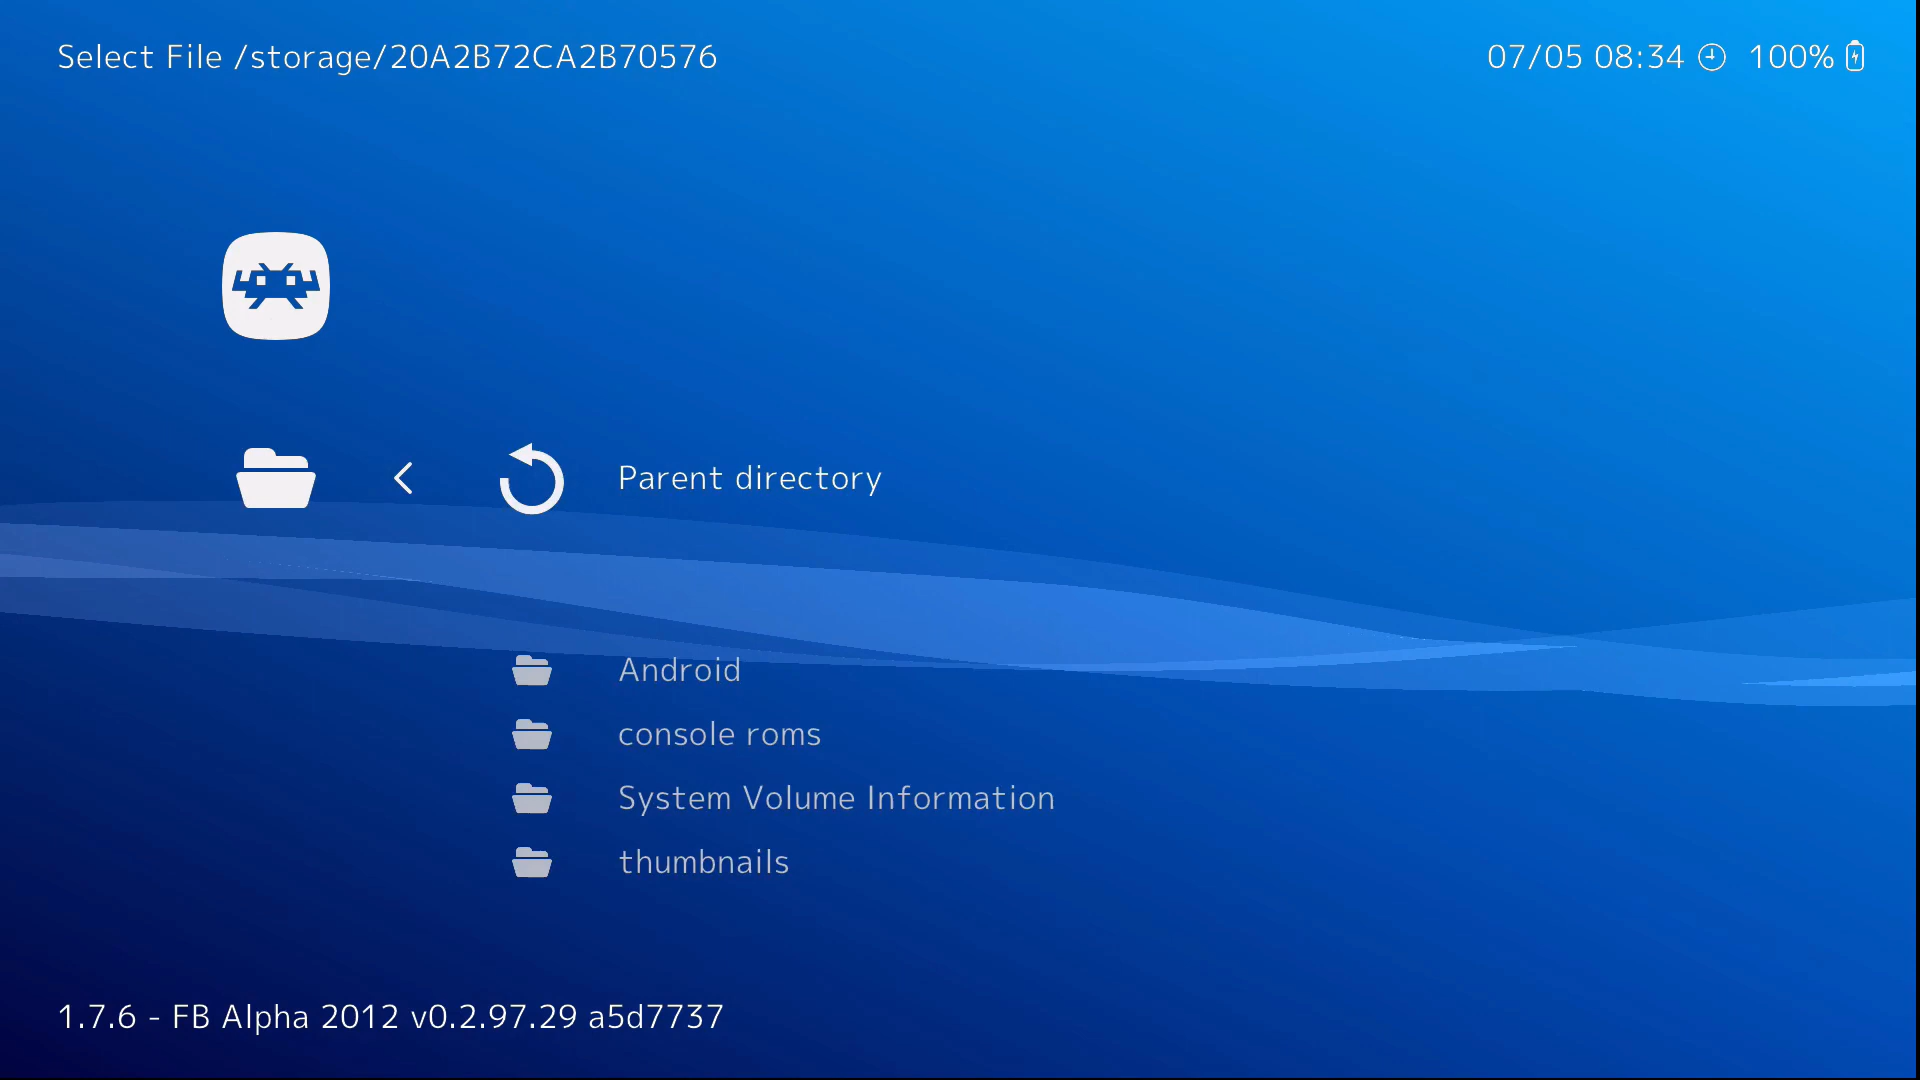 Select File /storage/20A2B72CA2B70576
07/05 08:34 100%
Parent directory
Android
console roms
System Volume Information
thumbnails
1.7.6 - FB Alpha 2012 v0.2.97.29 a5d7737